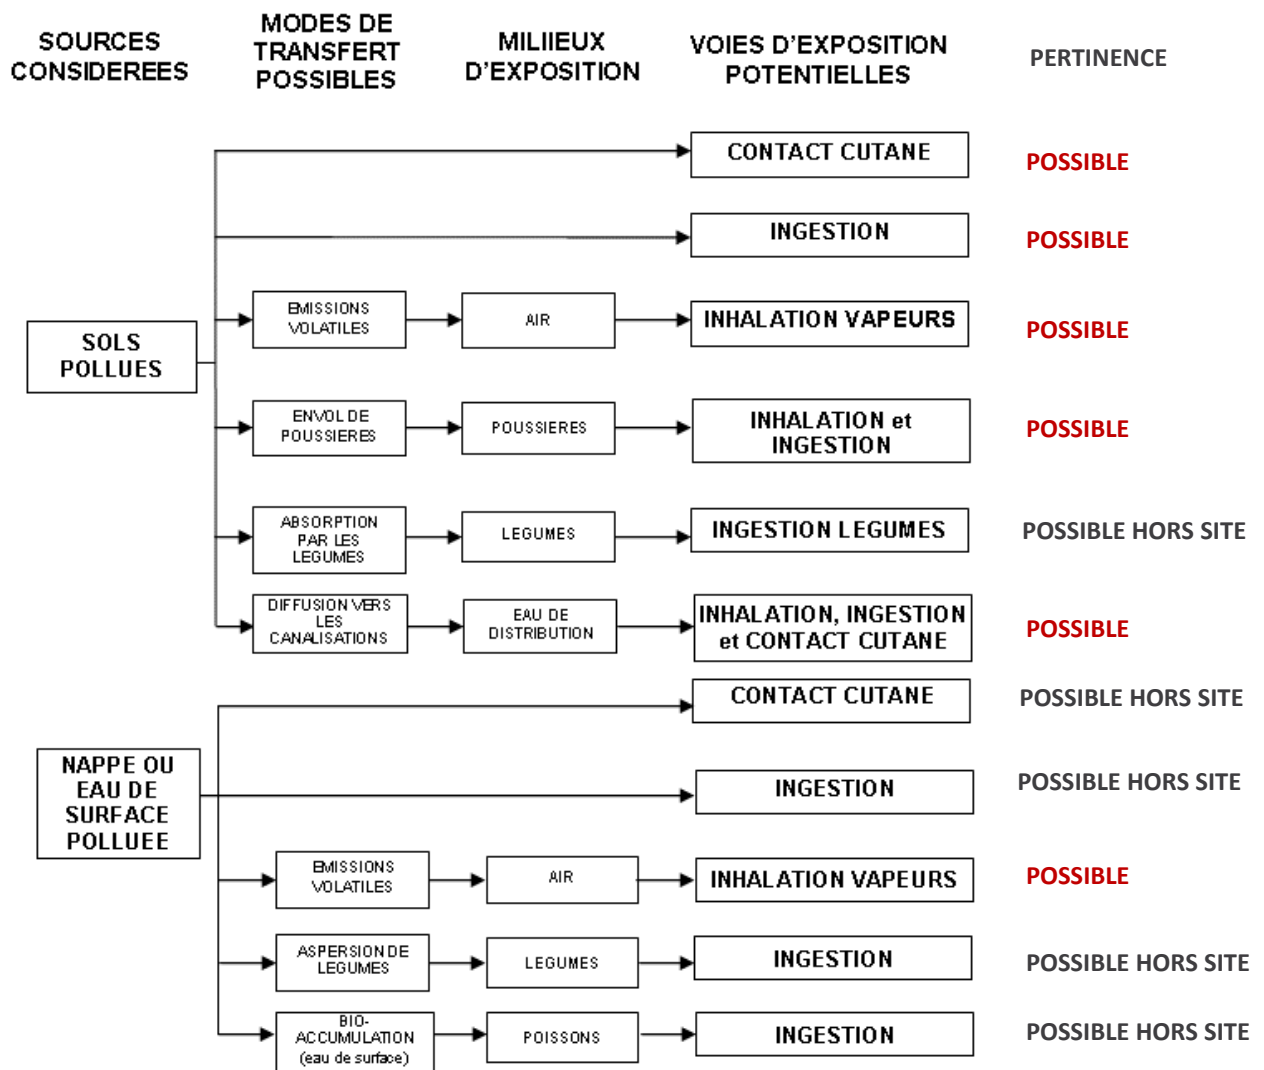 SOURCES
CONSIDEREES
MODES DE
TRANSFERT
POSSIBLES
MILIIEUX
D'EXPOSITION
VOIES D'EXPOSITION
POTENTIELLES
PERTINENCE
CONTACT CUTANE
POSSIBLE
INGESTION
POSSIBLE
SOLS
POLLUES
EMISSIONS
VOLATILES
AIR
INHALATION VAPEURS
POSSIBLE
ENVOL DE
POUSSIERES
POUSSIERES
INHALATION et
INGESTION
POSSIBLE
ABSORPTION
PAR LES
LEGUMES
LEGUMES
INGESTION LEGUMES
POSSIBLE HORS SITE
DIFFUSION VERS
LES
CANALISATIONS
EAU DE
DISTRIBUTION
INHALATION, INGESTION
et CONTACT CUTANE
POSSIBLE
CONTACT CUTANE
POSSIBLE HORS SITE
NAPPE OU
EAU DE
SURFACE
POLLUEE
INGESTION
POSSIBLE HORS SITE
EMISSIONS
VOLATILES
AIR
INHALATION VAPEURS
POSSIBLE
ASPERSION DE
LEGUMES
LEGUMES
INGESTION
POSSIBLE HORS SITE
BIO-
ACCUMULATION
(eau de surface)
POISSONS
INGESTION
POSSIBLE HORS SITE